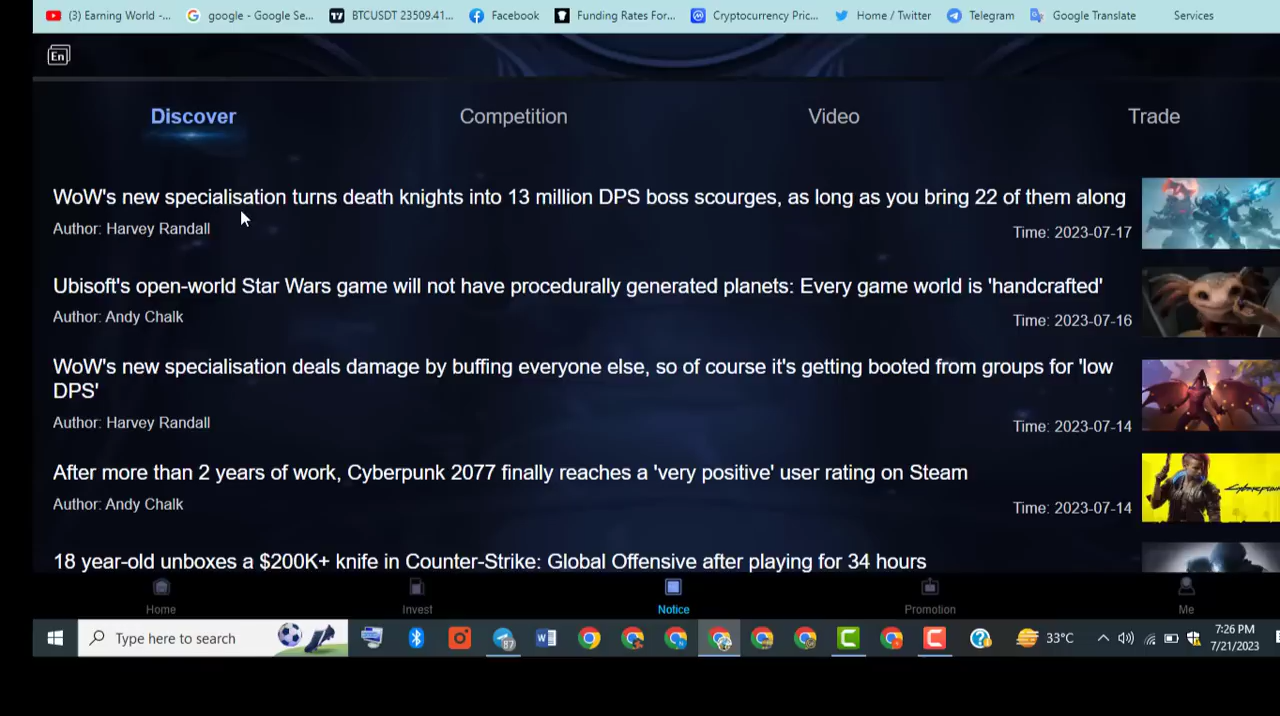 (3) Earning World -...
google - Google Se...
BTCUSDT 23509.41...
Facebook
Funding Rates For...
Cryptocurrency Pric...
Home / Twitter
Telegram
Google Translate
Services
En
Discover
Competition
Video
Trade
WoW's new specialisation turns death knights into 13 million DPS boss scourges, as long as you bring 22 of them along
Author: Harvey Randall
Time: 2023-07-17
Ubisoft's open-world Star Wars game will not have procedurally generated planets: Every game world is 'handcrafted'
Author: Andy Chalk
Time: 2023-07-16
WoW's new specialisation deals damage by buffing everyone else, so of course it's getting booted from groups for 'low
DPS'
Author: Harvey Randall
Time: 2023-07-14
After more than 2 years of work, Cyberpunk 2077 finally reaches a 'very positive' user rating on Steam
Author: Andy Chalk
Time: 2023-07-14
18 year-old unboxes a $200K+ knife in Counter-Strike: Global Offensive after playing for 34 hours
Home
Invest
Notice
Promotion
Me
Type here to search
87
33°C
7:26 PM
7/21/2023